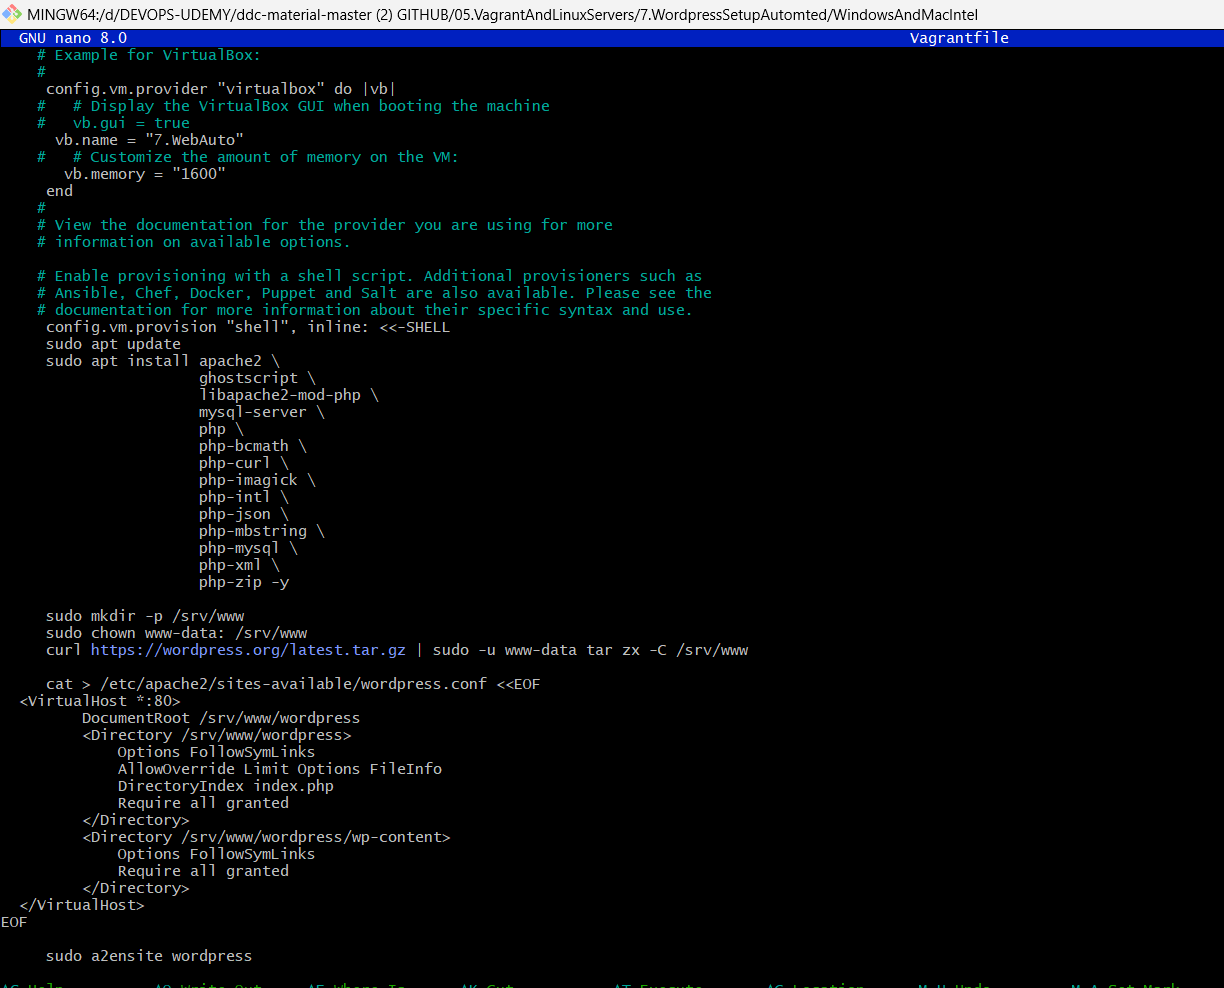 MINGW64:/d/DEVOPS-UDEMY/ddc-material-master (2) GITHUB/05.VagrantAndLinuxServers/7.WordpressSetupAutomted/WindowsAndMacIntel
GNU nano 8.0 Vagrantfile
# Example for VirtualBox:
#
config.vm.provider "virtualbox" do |vb|
#   # Display the VirtualBox GUI when booting the machine
#   vb.gui = true
vb.name = "7.WebAuto"
#   # Customize the amount of memory on the VM:
vb.memory = "1600"
end
#
# View the documentation for the provider you are using for more
# information on available options.
# Enable provisioning with a shell script. Additional provisioners such as
# Ansible, Chef, Docker, Puppet and Salt are also available. Please see the
# documentation for more information about their specific syntax and use.
config.vm.provision "shell", inline: <<-SHELL
sudo apt update
sudo apt install apache2 \
ghostscript \
libapache2-mod-php \
mysql-server \
php \
php-bcmath \
php-curl \
php-imagick \
php-intl \
php-json \
php-mbstring \
php-mysql \
php-xml \
php-zip -y
sudo mkdir -p /srv/www
sudo chown www-data: /srv/www
curl https://wordpress.org/latest.tar.gz | sudo -u www-data tar zx -C /srv/www
cat > /etc/apache2/sites-available/wordpress.conf <<EOF
<VirtualHost *:80>
DocumentRoot /srv/www/wordpress
<Directory /srv/www/wordpress>
Options FollowSymLinks
AllowOverride Limit Options FileInfo
DirectoryIndex index.php
Require all granted
</Directory>
<Directory /srv/www/wordpress/wp-content>
Options FollowSymLinks
Require all granted
</Directory>
</VirtualHost>
EOF
sudo a2ensite wordpress